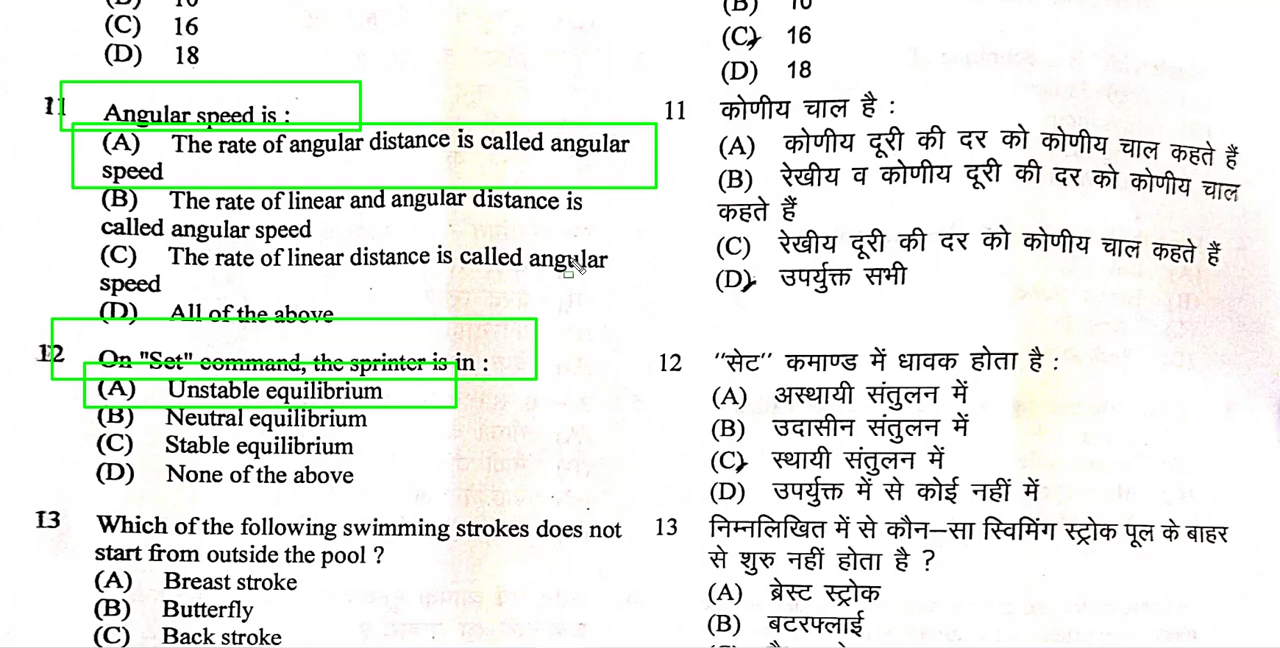 (C) 16
(D) 18
11 Angular speed is :
(A) The rate of angular distance is called angular
speed
(B) The rate of linear and angular distance is
called angular speed
(C) The rate of linear distance is called angular
speed
(D) All of the above
12 On "Set" command, the sprinter is in :
(A) Unstable equilibrium
(B) Neutral equilibrium
(C) Stable equilibrium
(D) None of the above
13 Which of the following swimming strokes does not
start from outside the pool ?
(A) Breast stroke
(B) Butterfly
(C) Back stroke
(B) 10
(C) 16
(D) 18
11 कोणीय चाल है :
(A) कोणीय दूरी की दर को कोणीय चाल कहते हैं
(B) रेखीय व कोणीय दूरी की दर को कोणीय चाल
कहते हैं
(C) रेखीय दूरी की दर को कोणीय चाल कहते हैं
(D) उपर्युक्त सभी
12 "सेट" कमाण्ड में धावक होता है :
(A) अस्थायी संतुलन में
(B) उदासीन संतुलन में
(C) स्थायी संतुलन में
(D) उपर्युक्त में से कोई नहीं में
13 निम्नलिखित में से कौन–सा स्विमिंग स्ट्रोक पूल के बाहर
से शुरु नहीं होता है ?
(A) ब्रेस्ट स्ट्रोक
(B) बटरफ्लाई